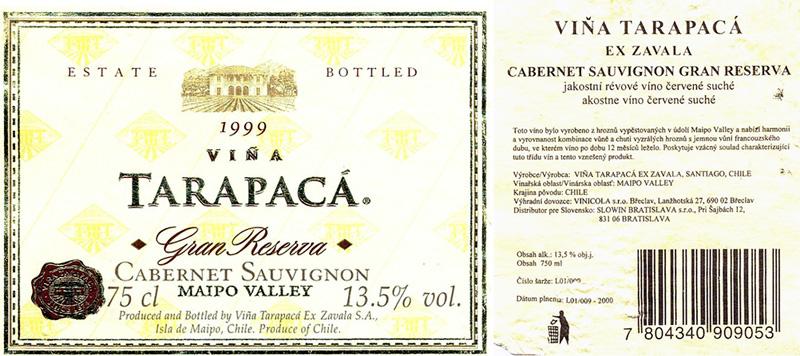 ESTATE BOTTLED
1999
VIÑA
TARAPACÁ®
Gran Reserva
CABERNET SAUVIGNON
75 cl MAIPO VALLEY 13.5% vol.
Produced and Bottled by Viña Tarapacá Ex Zavala S.A.,
Isla de Maipo, Chile. Produce of Chile.
VIÑA TARAPACÁ
EX ZAVALA
CABERNET SAUVIGNON GRAN RESERVA
jakostní révové víno červené suché
akostne víno červené suché
Toto víno bylo vyrobeno z hroznů vypěstovaných v údolí Maipo Valley a nabízí harmonii
a vyrovnanost kombinace vůně a chuti vyzrálých hroznů s jemnou vůní francouzského
dubu, ve kterém víno po dobu 12 měsíců leželo. Poskytuje vzácný soulad charakterizující
tuto třídu vín a tento vznešený produkt.
Výrobce/Výrobca: VIŇA TARAPACÁ EX ZAVALA, SANTIAGO, CHILE
Vinařská oblast/Vinárska oblasť: MAIPO VALLEY
Krajina pôvodu: CHILE
Výhradní dovozce: VINICOLA s.r.o. Břeclav, Lanžhotská 27, 690 02 Břeclav
Distributor pre Slovensko: SLOWIN BRATISLAVA s.r.o., Pri Šajbách 12,
831 06 BRATISLAVA
Obsah alk.: 13,5 % obj.j.
Obsah 750 ml
Číslo šarže: L01/009
Dátum plnenia: L01/009 - 2000
7 804340 909053